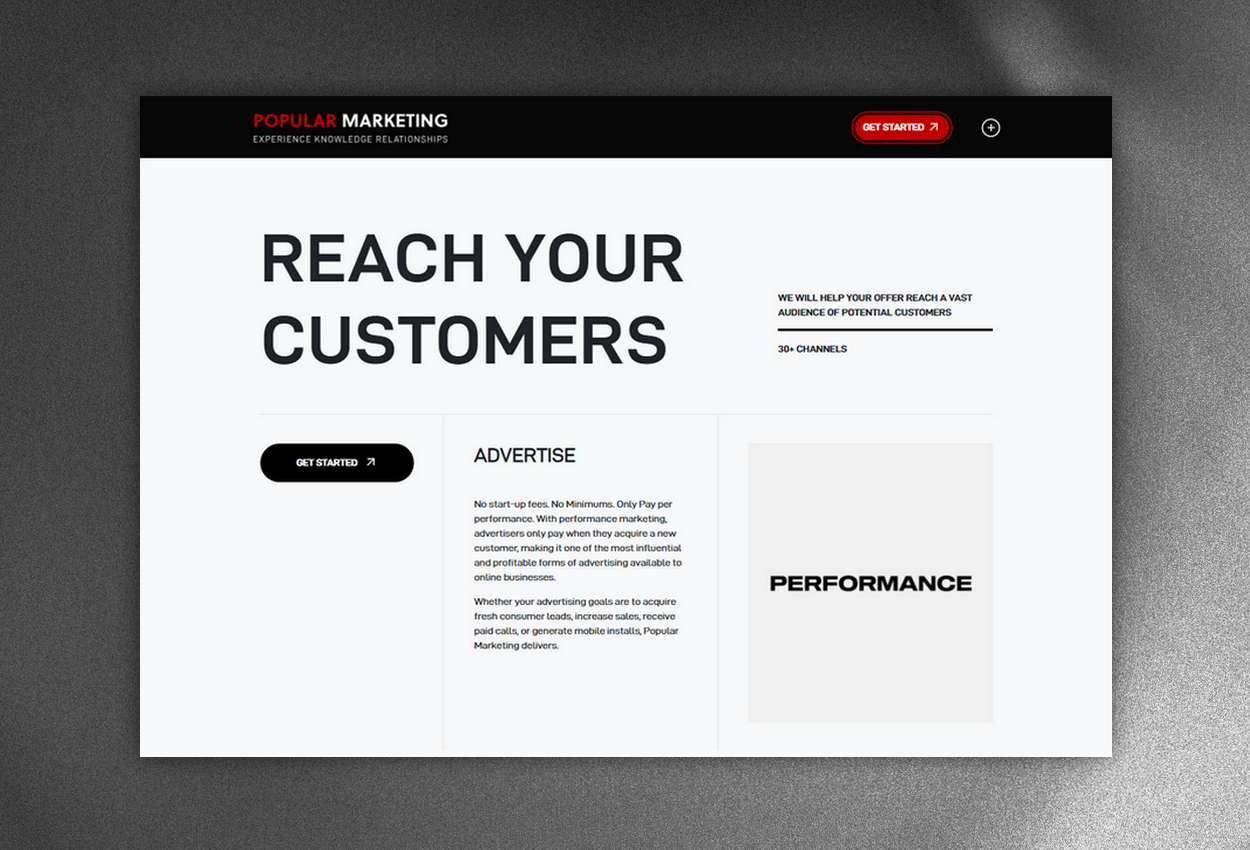 POPULAR MARKETING
EXPERIENCE KNOWLEDGE RELATIONSHIPS
GET STARTED
REACH YOUR
CUSTOMERS
WE WILL HELP YOUR OFFER REACH A VAST
AUDIENCE OF POTENTIAL CUSTOMERS
30+ CHANNELS
GET STARTED
ADVERTISE
No start-up fees. No Minimums. Only Pay per
performance. With performance marketing,
advertisers only pay when they acquire a new
customer, making it one of the most influential
and profitable forms of advertising available to
online businesses.
Whether your advertising goals are to acquire
fresh consumer leads, increase sales, receive
paid calls, or generate mobile installs, Popular
Marketing delivers.
PERFORMANCE